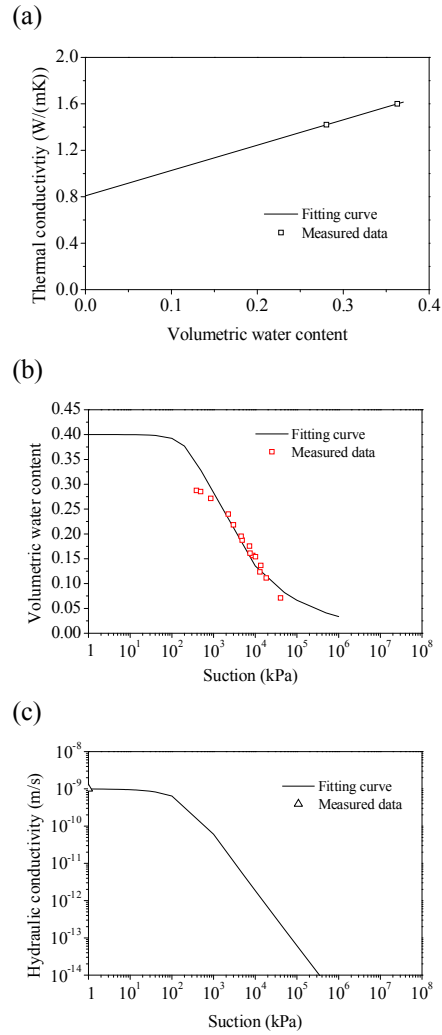 (a)
2.0
1.6
1.2
0.8
0.4
0.0
Thermal conductivtiy (W/(mK))
Fitting curve
Measured data
0.0 0.1 0.2 0.3 0.4
Volumetric water content
(b)
0.45
0.40
0.35
0.30
0.25
0.20
0.15
0.10
0.05
0.00
Volumetric water content
Fitting curve
Measured data
1 10¹ 10² 10³ 10⁴ 10⁵ 10⁶ 10⁷ 10⁸
Suction (kPa)
(c)
10⁻⁸
10⁻⁹
10⁻¹⁰
10⁻¹¹
10⁻¹²
10⁻¹³
10⁻¹⁴
Hydraulic conductivity (m/s)
Fitting curve
Measured data
1 10¹ 10² 10³ 10⁴ 10⁵ 10⁶ 10⁷ 10⁸
Suction (kPa)